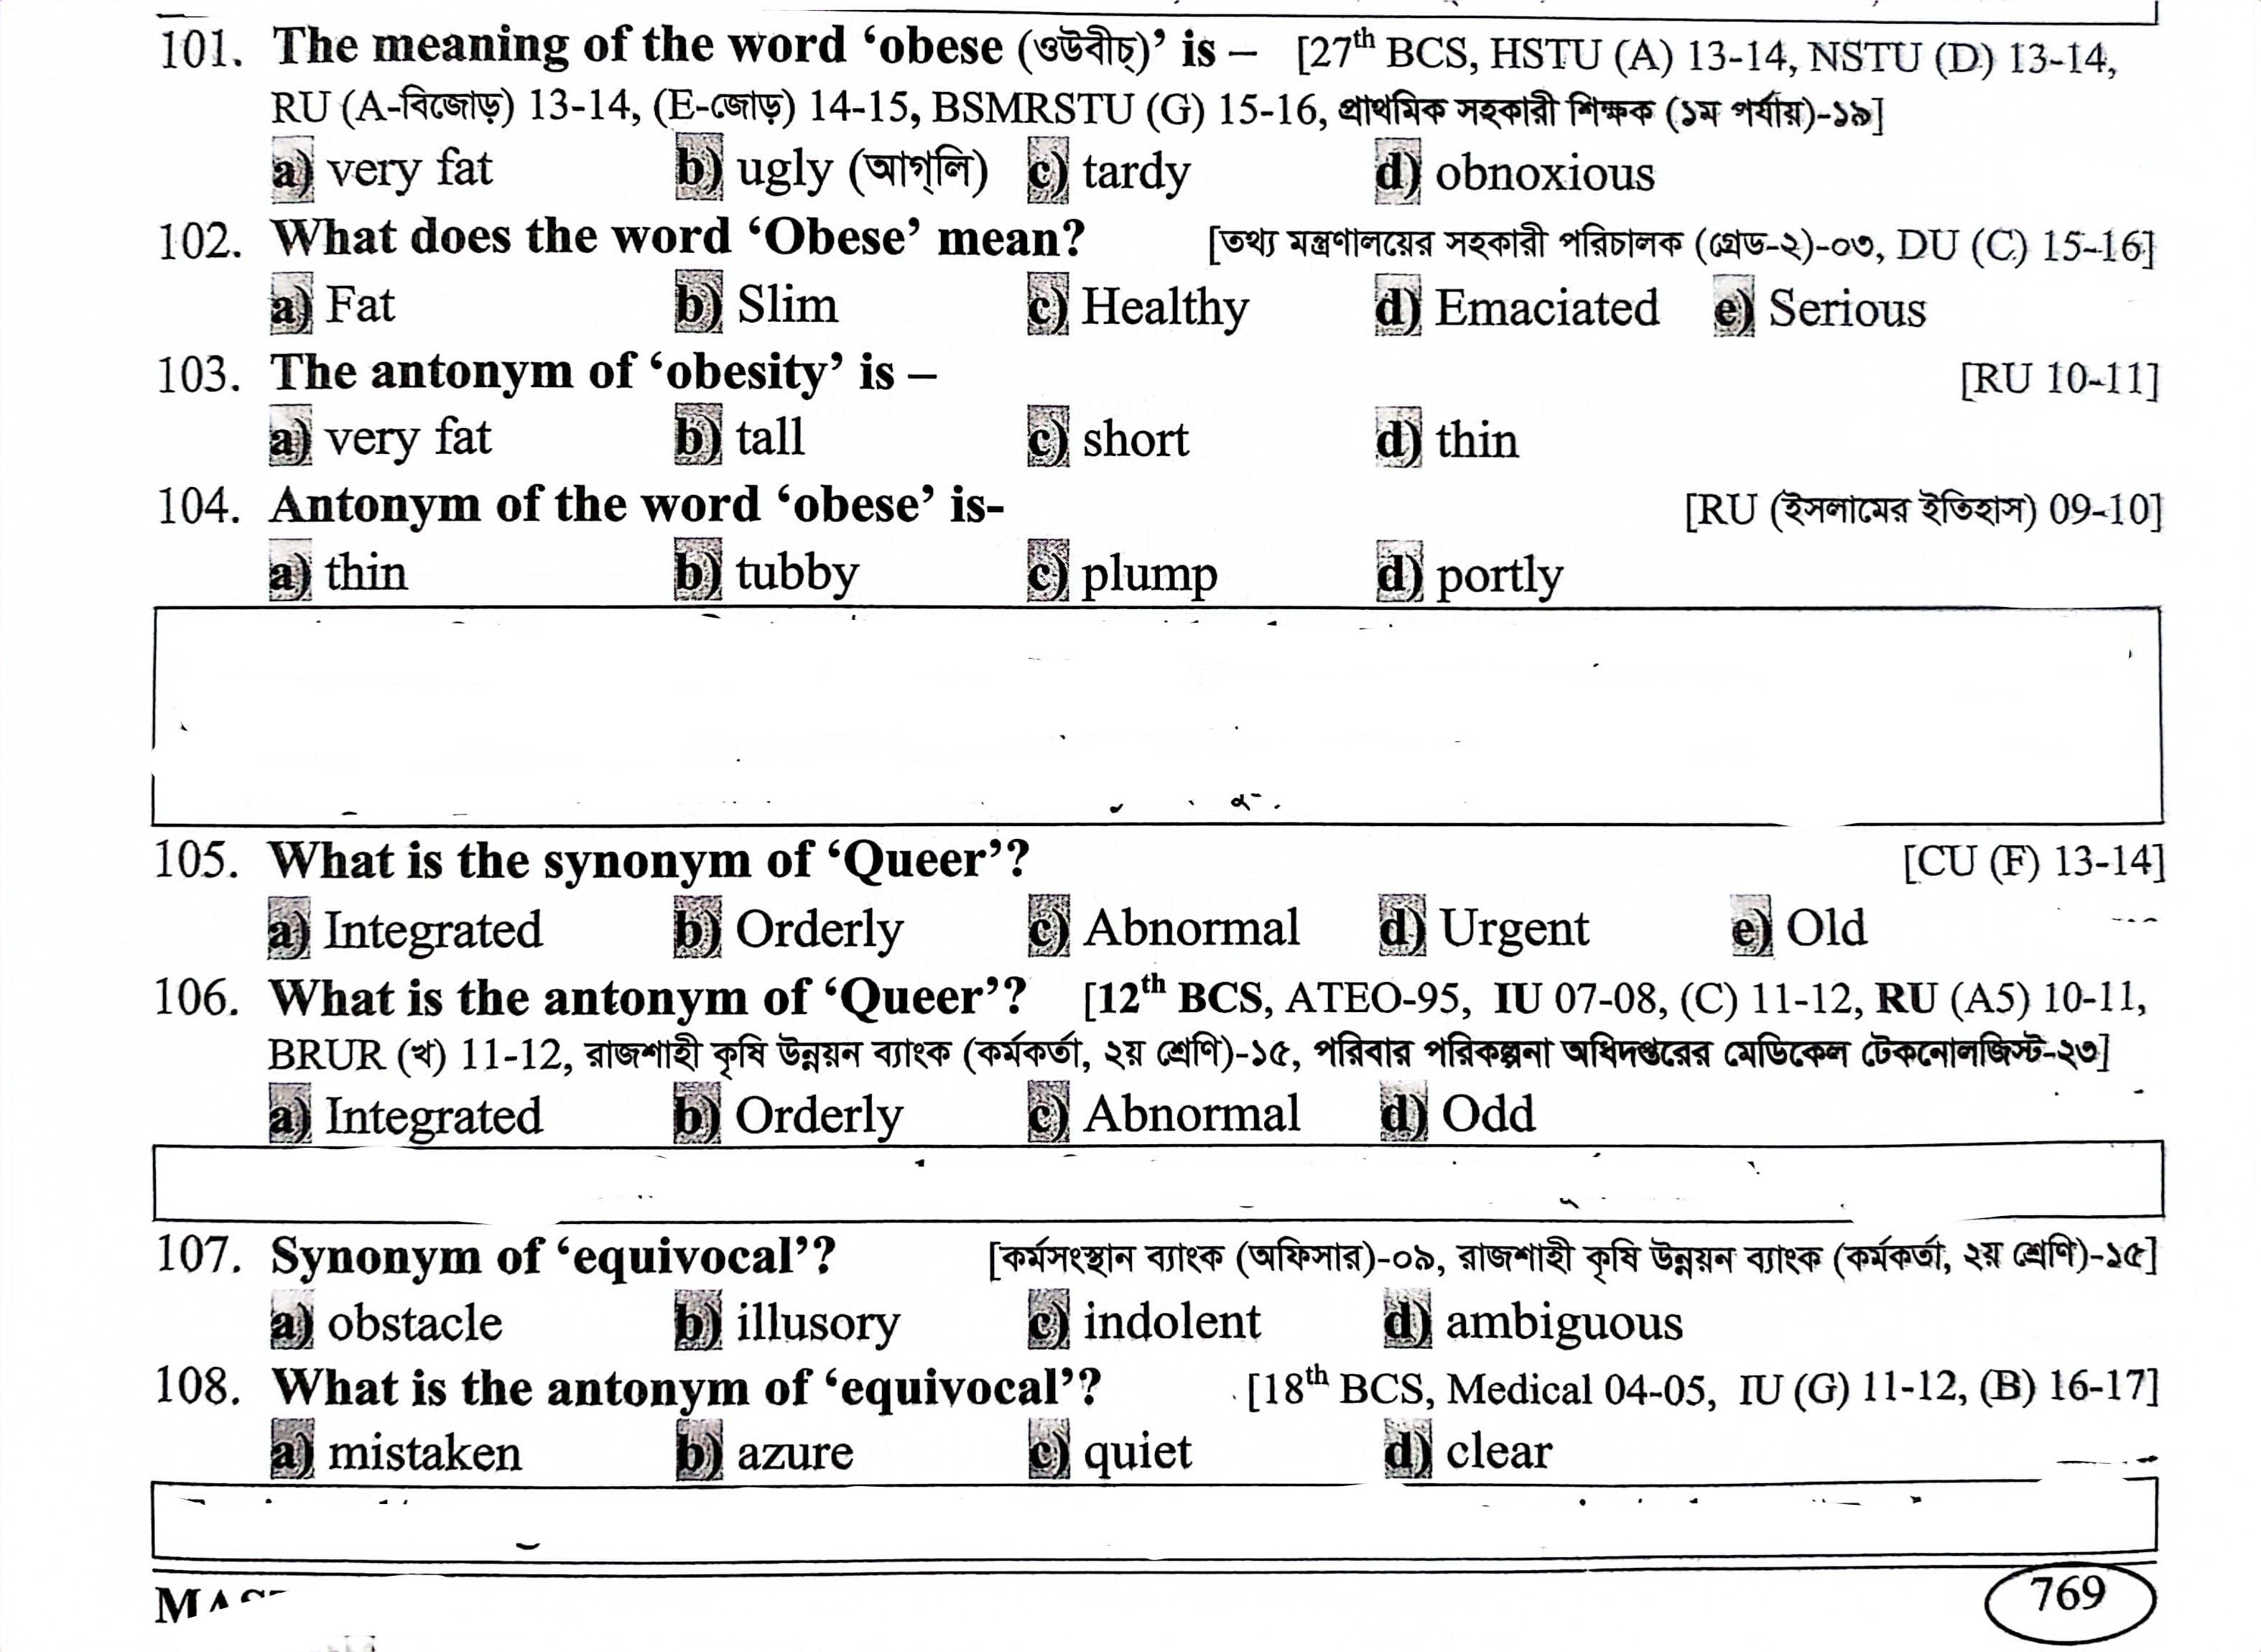 101. The meaning of the word ‘obese (ওউবীচ্)’ is – [27th BCS, HSTU (A) 13-14, NSTU (D) 13-14,
RU (A-বিজোড়) 13-14, (E-জোড়) 14-15, BSMRSTU (G) 15-16, প্রাথমিক সহকারী শিক্ষক (১ম পর্যায়)-১৯]
a) very fat b) ugly (আগ্‌লি) c) tardy d) obnoxious
102. What does the word ‘Obese’ mean? [তথ্য মন্ত্রণালয়ের সহকারী পরিচালক (গ্রেড-২)-০৩, DU (C) 15-16]
a) Fat b) Slim c) Healthy d) Emaciated e) Serious
103. The antonym of ‘obesity’ is – [RU 10-11]
a) very fat b) tall c) short d) thin
104. Antonym of the word ‘obese’ is- [RU (ইসলামের ইতিহাস) 09-10]
a) thin b) tubby c) plump d) portly
105. What is the synonym of ‘Queer’? [CU (F) 13-14]
a) Integrated b) Orderly c) Abnormal d) Urgent e) Old
106. What is the antonym of ‘Queer’? [12th BCS, ATEO-95, IU 07-08, (C) 11-12, RU (A5) 10-11,
BRUR (খ) 11-12, রাজশাহী কৃষি উন্নয়ন ব্যাংক (কর্মকর্তা, ২য় শ্রেণি)-১৫, পরিবার পরিকল্পনা অধিদপ্তরের মেডিকেল টেকনোলজিস্ট-২৩]
a) Integrated b) Orderly c) Abnormal d) Odd
107. Synonym of ‘equivocal’? [কর্মসংস্থান ব্যাংক (অফিসার)-০৯, রাজশাহী কৃষি উন্নয়ন ব্যাংক (কর্মকর্তা, ২য় শ্রেণি)-১৫]
a) obstacle b) illusory c) indolent d) ambiguous
108. What is the antonym of ‘equivocal’? [18th BCS, Medical 04-05, IU (G) 11-12, (B) 16-17]
a) mistaken b) azure c) quiet d) clear
769